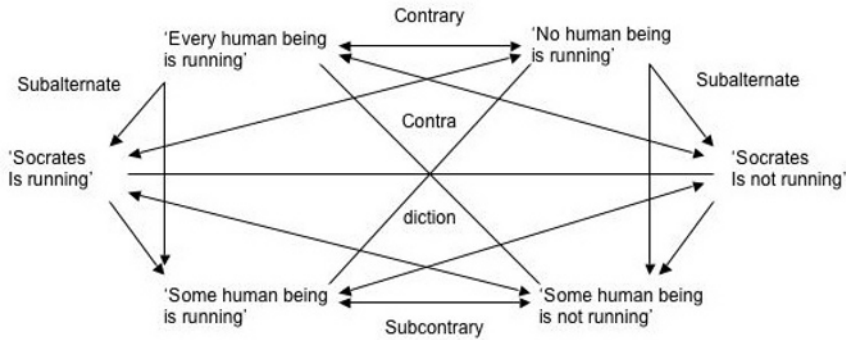 Contrary
‘Every human being
is running’
‘No human being
is running’
Subalternate
Subalternate
Contra
‘Socrates
Is running’
‘Socrates
Is not running’
diction
‘Some human being
is running’
‘Some human being
is not running’
Subcontrary